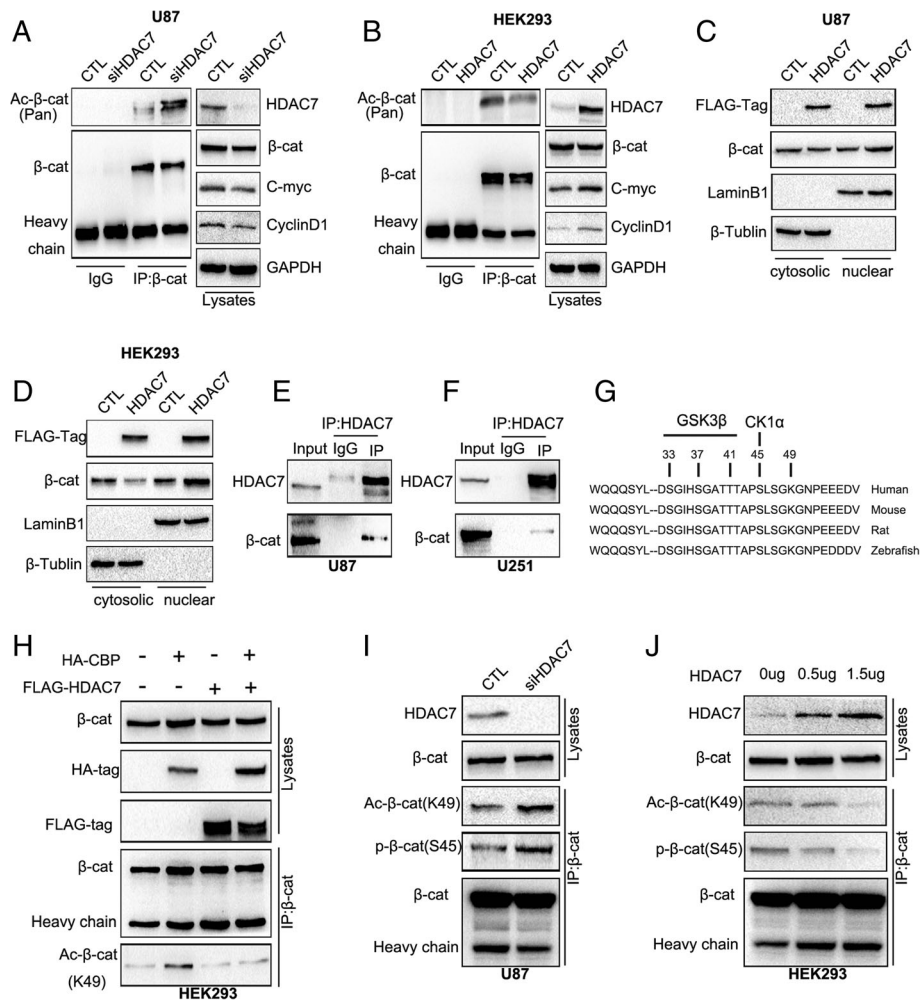 A
U87
CTL siHDAC7 CTL siHDAC7 CTL siHDAC7
Ac-β-cat
(Pan)
HDAC7
β-cat
β-cat
C-myc
Heavy
chain
CyclinD1
GAPDH
IgG IP:β-cat
Lysates
B
HEK293
CTL HDAC7 CTL HDAC7 CTL HDAC7
Ac-β-cat
(Pan)
HDAC7
β-cat
β-cat
C-myc
Heavy
chain
CyclinD1
GAPDH
IgG IP:β-cat
Lysates
C
U87
CTL HDAC7 CTL HDAC7
FLAG-Tag
β-cat
LaminB1
β-Tublin
cytosolic nuclear
D
HEK293
CTL HDAC7 CTL HDAC7
FLAG-Tag
β-cat
LaminB1
β-Tublin
cytosolic nuclear
E
IP:HDAC7
Input IgG IP
HDAC7
β-cat
U87
F
IP:HDAC7
Input IgG IP
HDAC7
β-cat
U251
G
GSK3β CK1α
33 37 41 45 49
WQQQSYL--DSGIHSGATTTAPSLSGKGNPEEEDV Human
WQQQSYL--DSGIHSGATTTAPSLSGKGNPEEEDV Mouse
WQQQSYL--DSGIHSGATTTAPSLSGKGNPEEEDV Rat
WQQQSYL--DSGIHSGATTTAPSLSGKGNPEDDDV Zebrafish
H
HA-CBP - + - +
FLAG-HDAC7 - - + +
β-cat
HA-tag
FLAG-tag
Lysates
β-cat
Heavy chain
Ac-β-cat
(K49)
IP:β-cat
HEK293
I
CTL siHDAC7
HDAC7
β-cat
Lysates
Ac-β-cat(K49)
p-β-cat(S45)
β-cat
Heavy chain
IP:β-cat
U87
J
HDAC7 0ug 0.5ug 1.5ug
HDAC7
β-cat
Lysates
Ac-β-cat(K49)
p-β-cat(S45)
β-cat
Heavy chain
IP:β-cat
HEK293